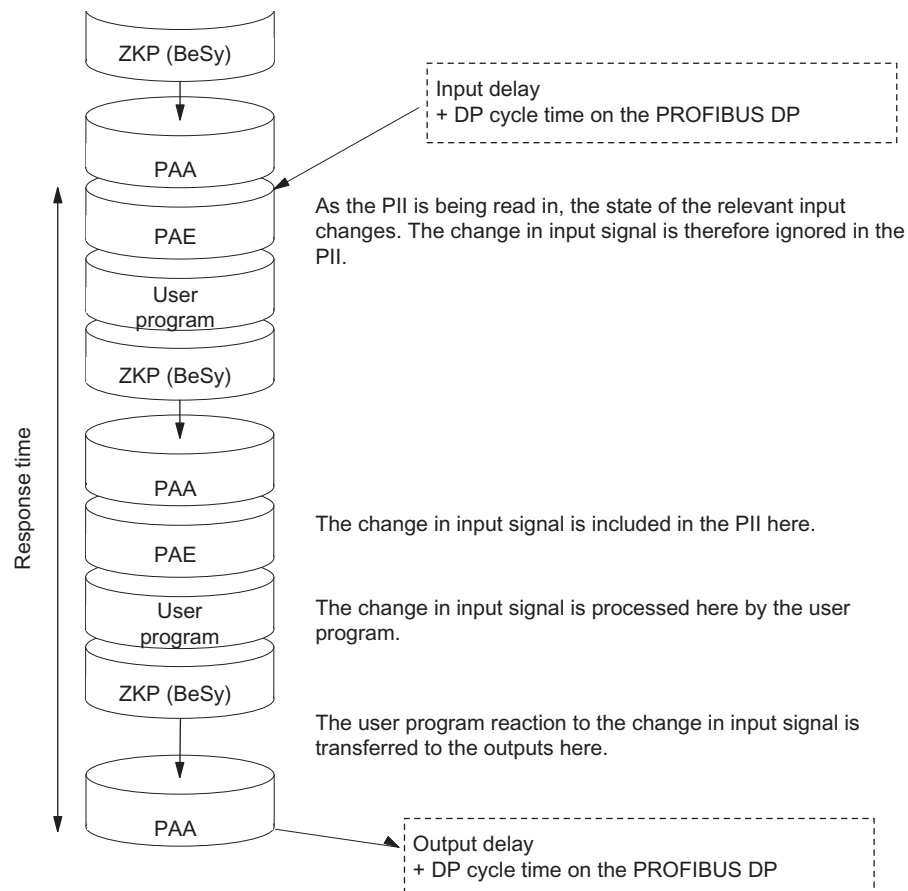 ZKP (BeSy)
Input delay
+ DP cycle time on the PROFIBUS DP
PAA
As the PII is being read in, the state of the relevant input
changes. The change in input signal is therefore ignored in the
PII.
PAE
User
program
ZKP (BeSy)
Response time
PAA
The change in input signal is included in the PII here.
PAE
The change in input signal is processed here by the user
program.
User
program
ZKP (BeSy)
The user program reaction to the change in input signal is
transferred to the outputs here.
PAA
Output delay
+ DP cycle time on the PROFIBUS DP